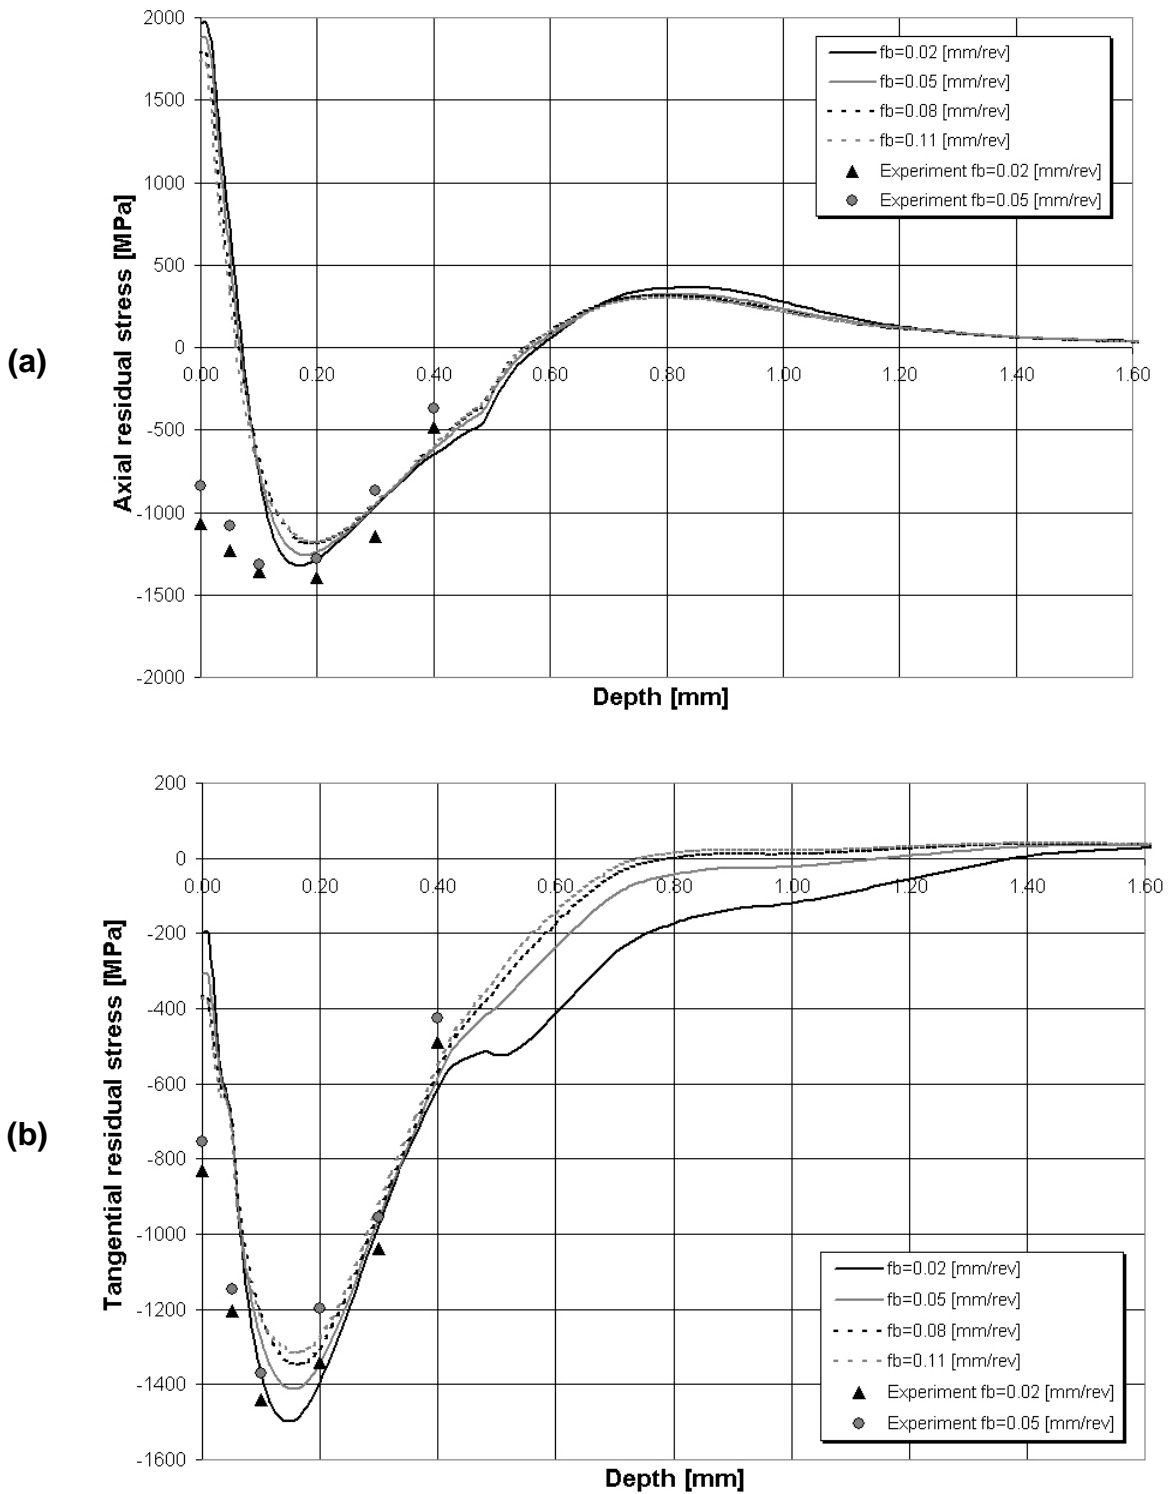 2000
1500
1000
500
0
-500
-1000
-1500
-2000
Axial residual stress [MPa]
(a)
fb=0.02 [mm/rev]
fb=0.05 [mm/rev]
fb=0.08 [mm/rev]
fb=0.11 [mm/rev]
Experiment fb=0.02 [mm/rev]
Experiment fb=0.05 [mm/rev]
0.00 0.20 0.40 0.60 0.80 1.00 1.20 1.40 1.60
Depth [mm]
200
0
-200
-400
-600
-800
-1000
-1200
-1400
-1600
Tangential residual stress [MPa]
(b)
0.00 0.20 0.40 0.60 0.80 1.00 1.20 1.40 1.60
fb=0.02 [mm/rev]
fb=0.05 [mm/rev]
fb=0.08 [mm/rev]
fb=0.11 [mm/rev]
Experiment fb=0.02 [mm/rev]
Experiment fb=0.05 [mm/rev]
Depth [mm]